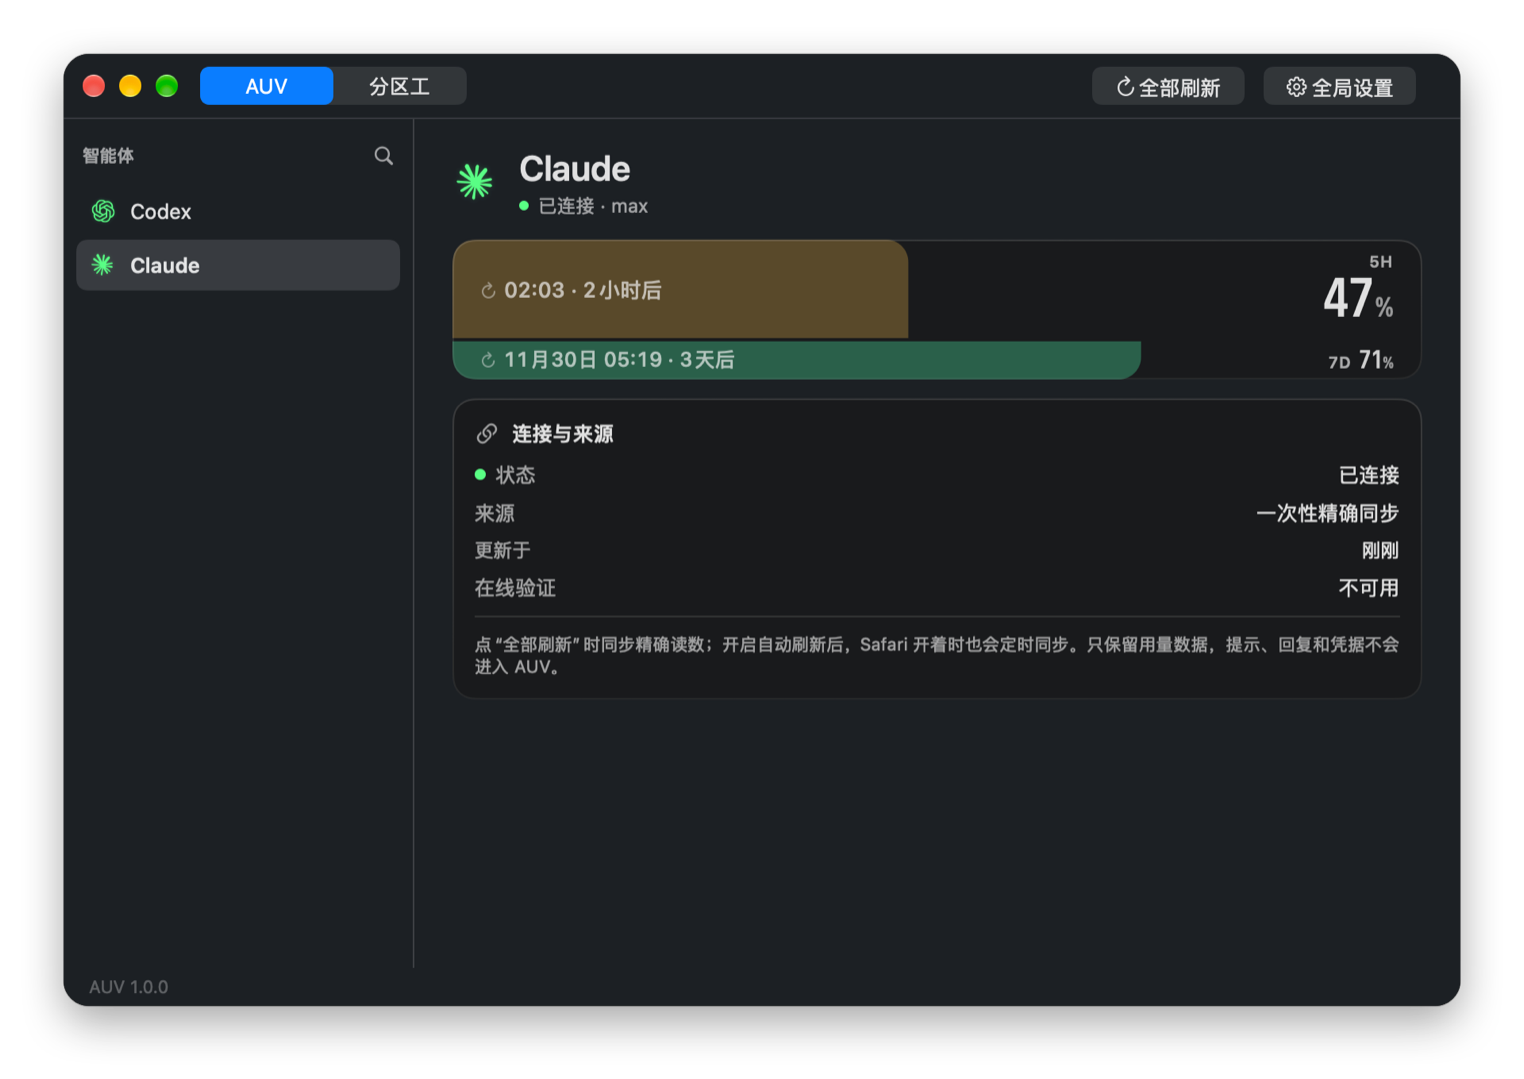 AUV
分区工
全部刷新
全局设置
智能体
Codex
Claude
AUV 1.0.0
Claude
已连接 · max
02:03 · 2小时后
5H
47%
11月30日 05:19 · 3天后
7D 71%
连接与来源
状态
已连接
来源
一次性精确同步
更新于
刚刚
在线验证
不可用
点 “全部刷新” 时同步精确读数；开启自动刷新后，Safari 开着时也会定时同步。只保留用量数据，提示、回复和凭据不会
进入 AUV。